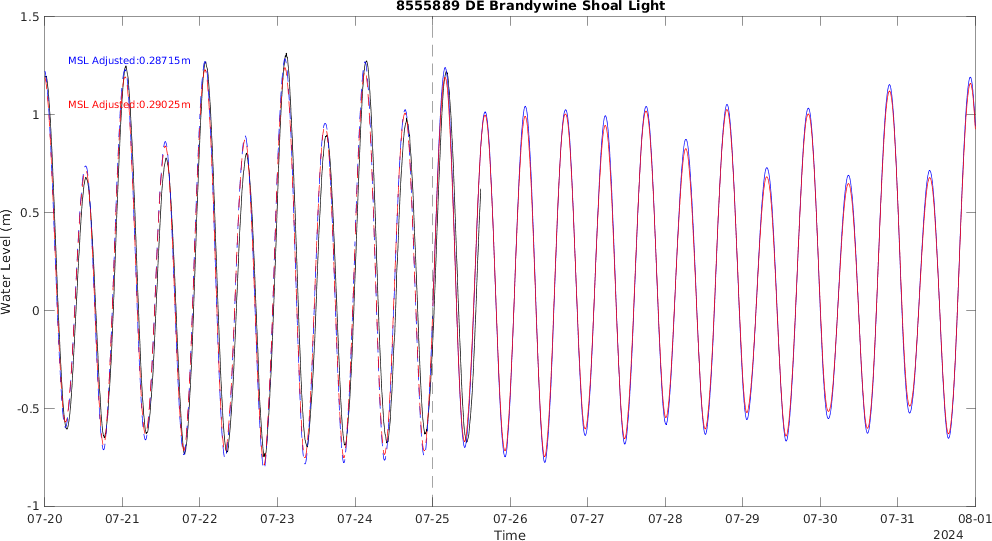 8555889 DE Brandywine Shoal Light
MSL Adjusted:0.28715m
MSL Adjusted:0.29025m
Water Level (m)
1.5
1
0.5
0
-0.5
-1
07-20 07-21 07-22 07-23 07-24 07-25 07-26 07-27 07-28 07-29 07-30 07-31 08-01
Time
2024